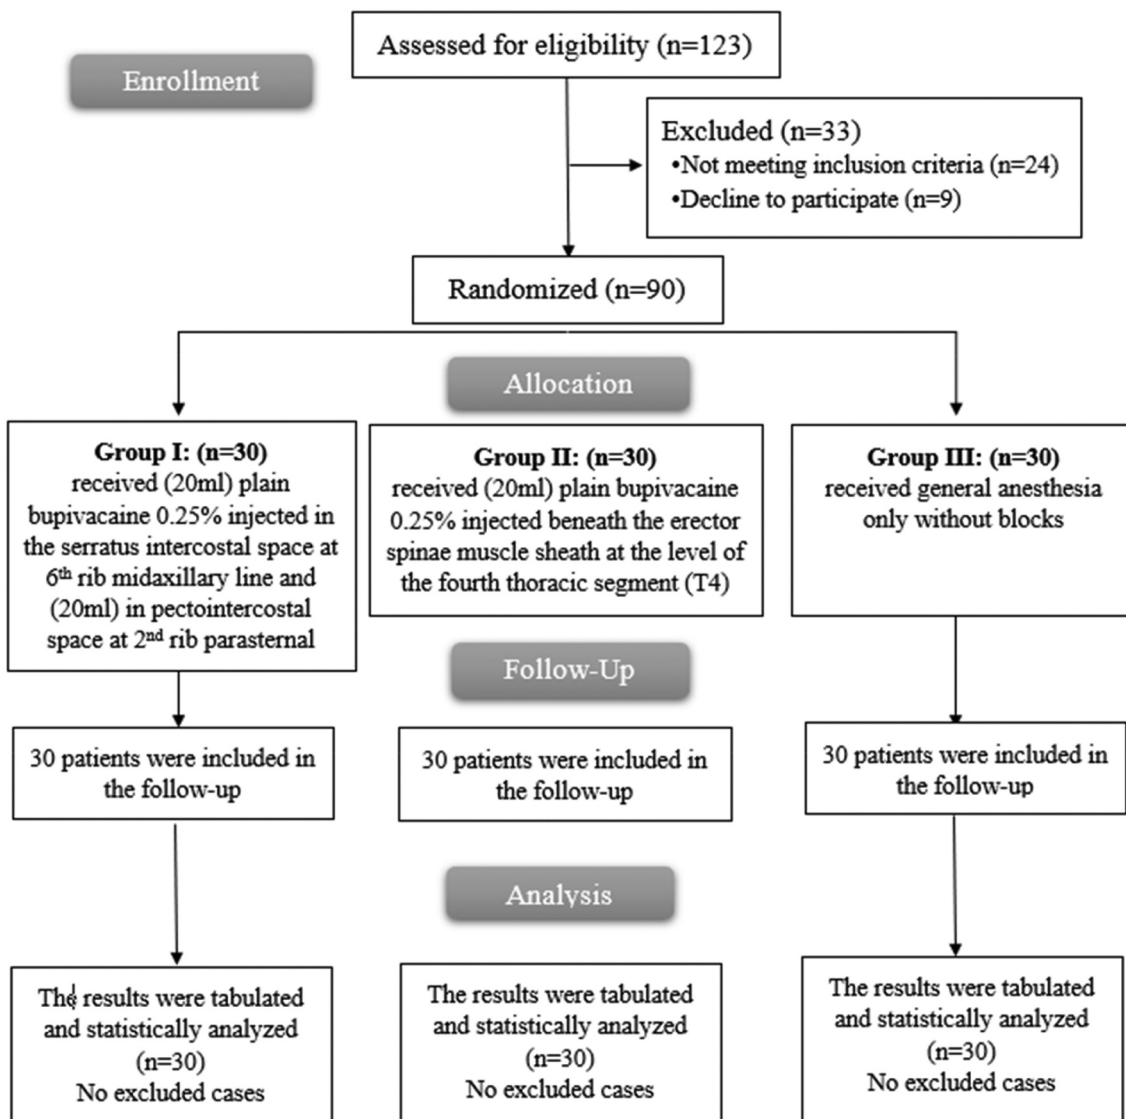 Assessed for eligibility (n=123)
Enrollment
Excluded (n=33)
•Not meeting inclusion criteria (n=24)
•Decline to participate (n=9)
Randomized (n=90)
Allocation
Group I: (n=30)
received (20ml) plain
bupivacaine 0.25% injected in
the serratus intercostal space at
6th rib midaxillary line and
(20ml) in pectointercostal
space at 2nd rib parasternal
Group II: (n=30)
received (20ml) plain bupivacaine
0.25% injected beneath the erector
spinae muscle sheath at the level of
the fourth thoracic segment (T4)
Group III: (n=30)
received general anesthesia
only without blocks
Follow-Up
30 patients were included in
the follow-up
30 patients were included in
the follow-up
30 patients were included in
the follow-up
Analysis
The results were tabulated
and statistically analyzed
(n=30)
No excluded cases
The results were tabulated
and statistically analyzed
(n=30)
No excluded cases
The results were tabulated
and statistically analyzed
(n=30)
No excluded cases